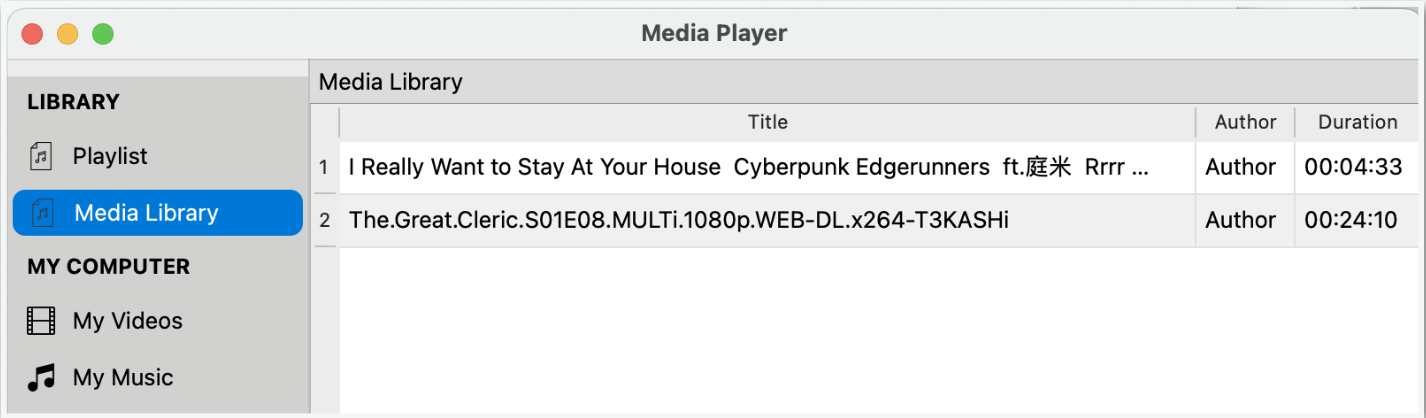 Media Player
LIBRARY
Playlist
Media Library
MY COMPUTER
My Videos
My Music
Media Library
Title Author Duration
1 I Really Want to Stay At Your House  Cyberpunk Edgerunners  ft.庭米  Rrrr ... Author 00:04:33
2 The.Great.Cleric.S01E08.MULTi.1080p.WEB-DL.x264-T3KASHi Author 00:24:10